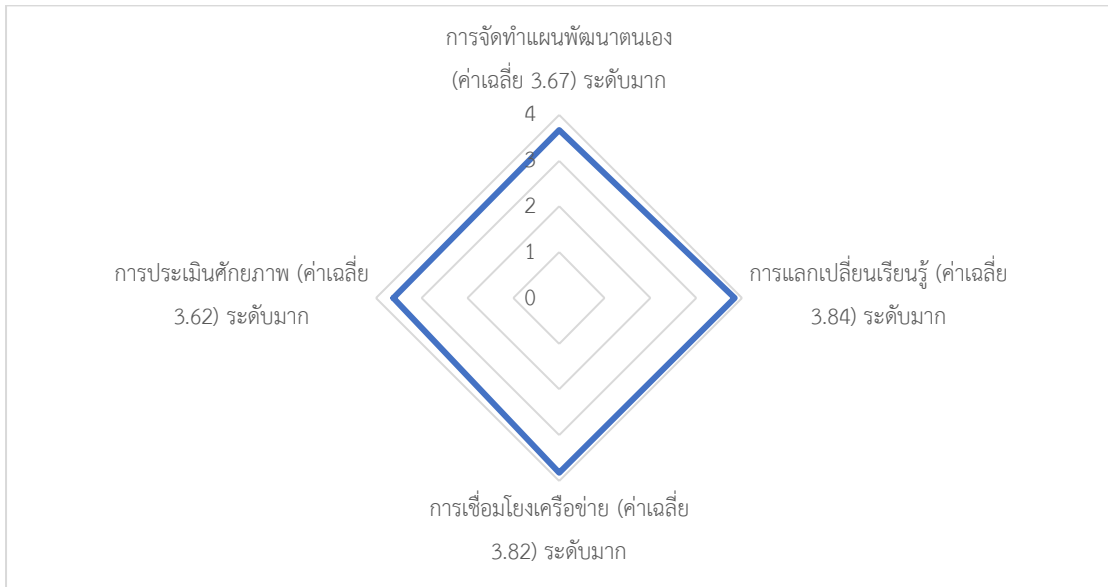 การจัดทำแผนพัฒนาตนเอง
(ค่าเฉลี่ย 3.67) ระดับมาก
4
3
2
1
0
การประเมินศักยภาพ (ค่าเฉลี่ย
3.62) ระดับมาก
การแลกเปลี่ยนเรียนรู้ (ค่าเฉลี่ย
3.84) ระดับมาก
การเชื่อมโยงเครือข่าย (ค่าเฉลี่ย
3.82) ระดับมาก